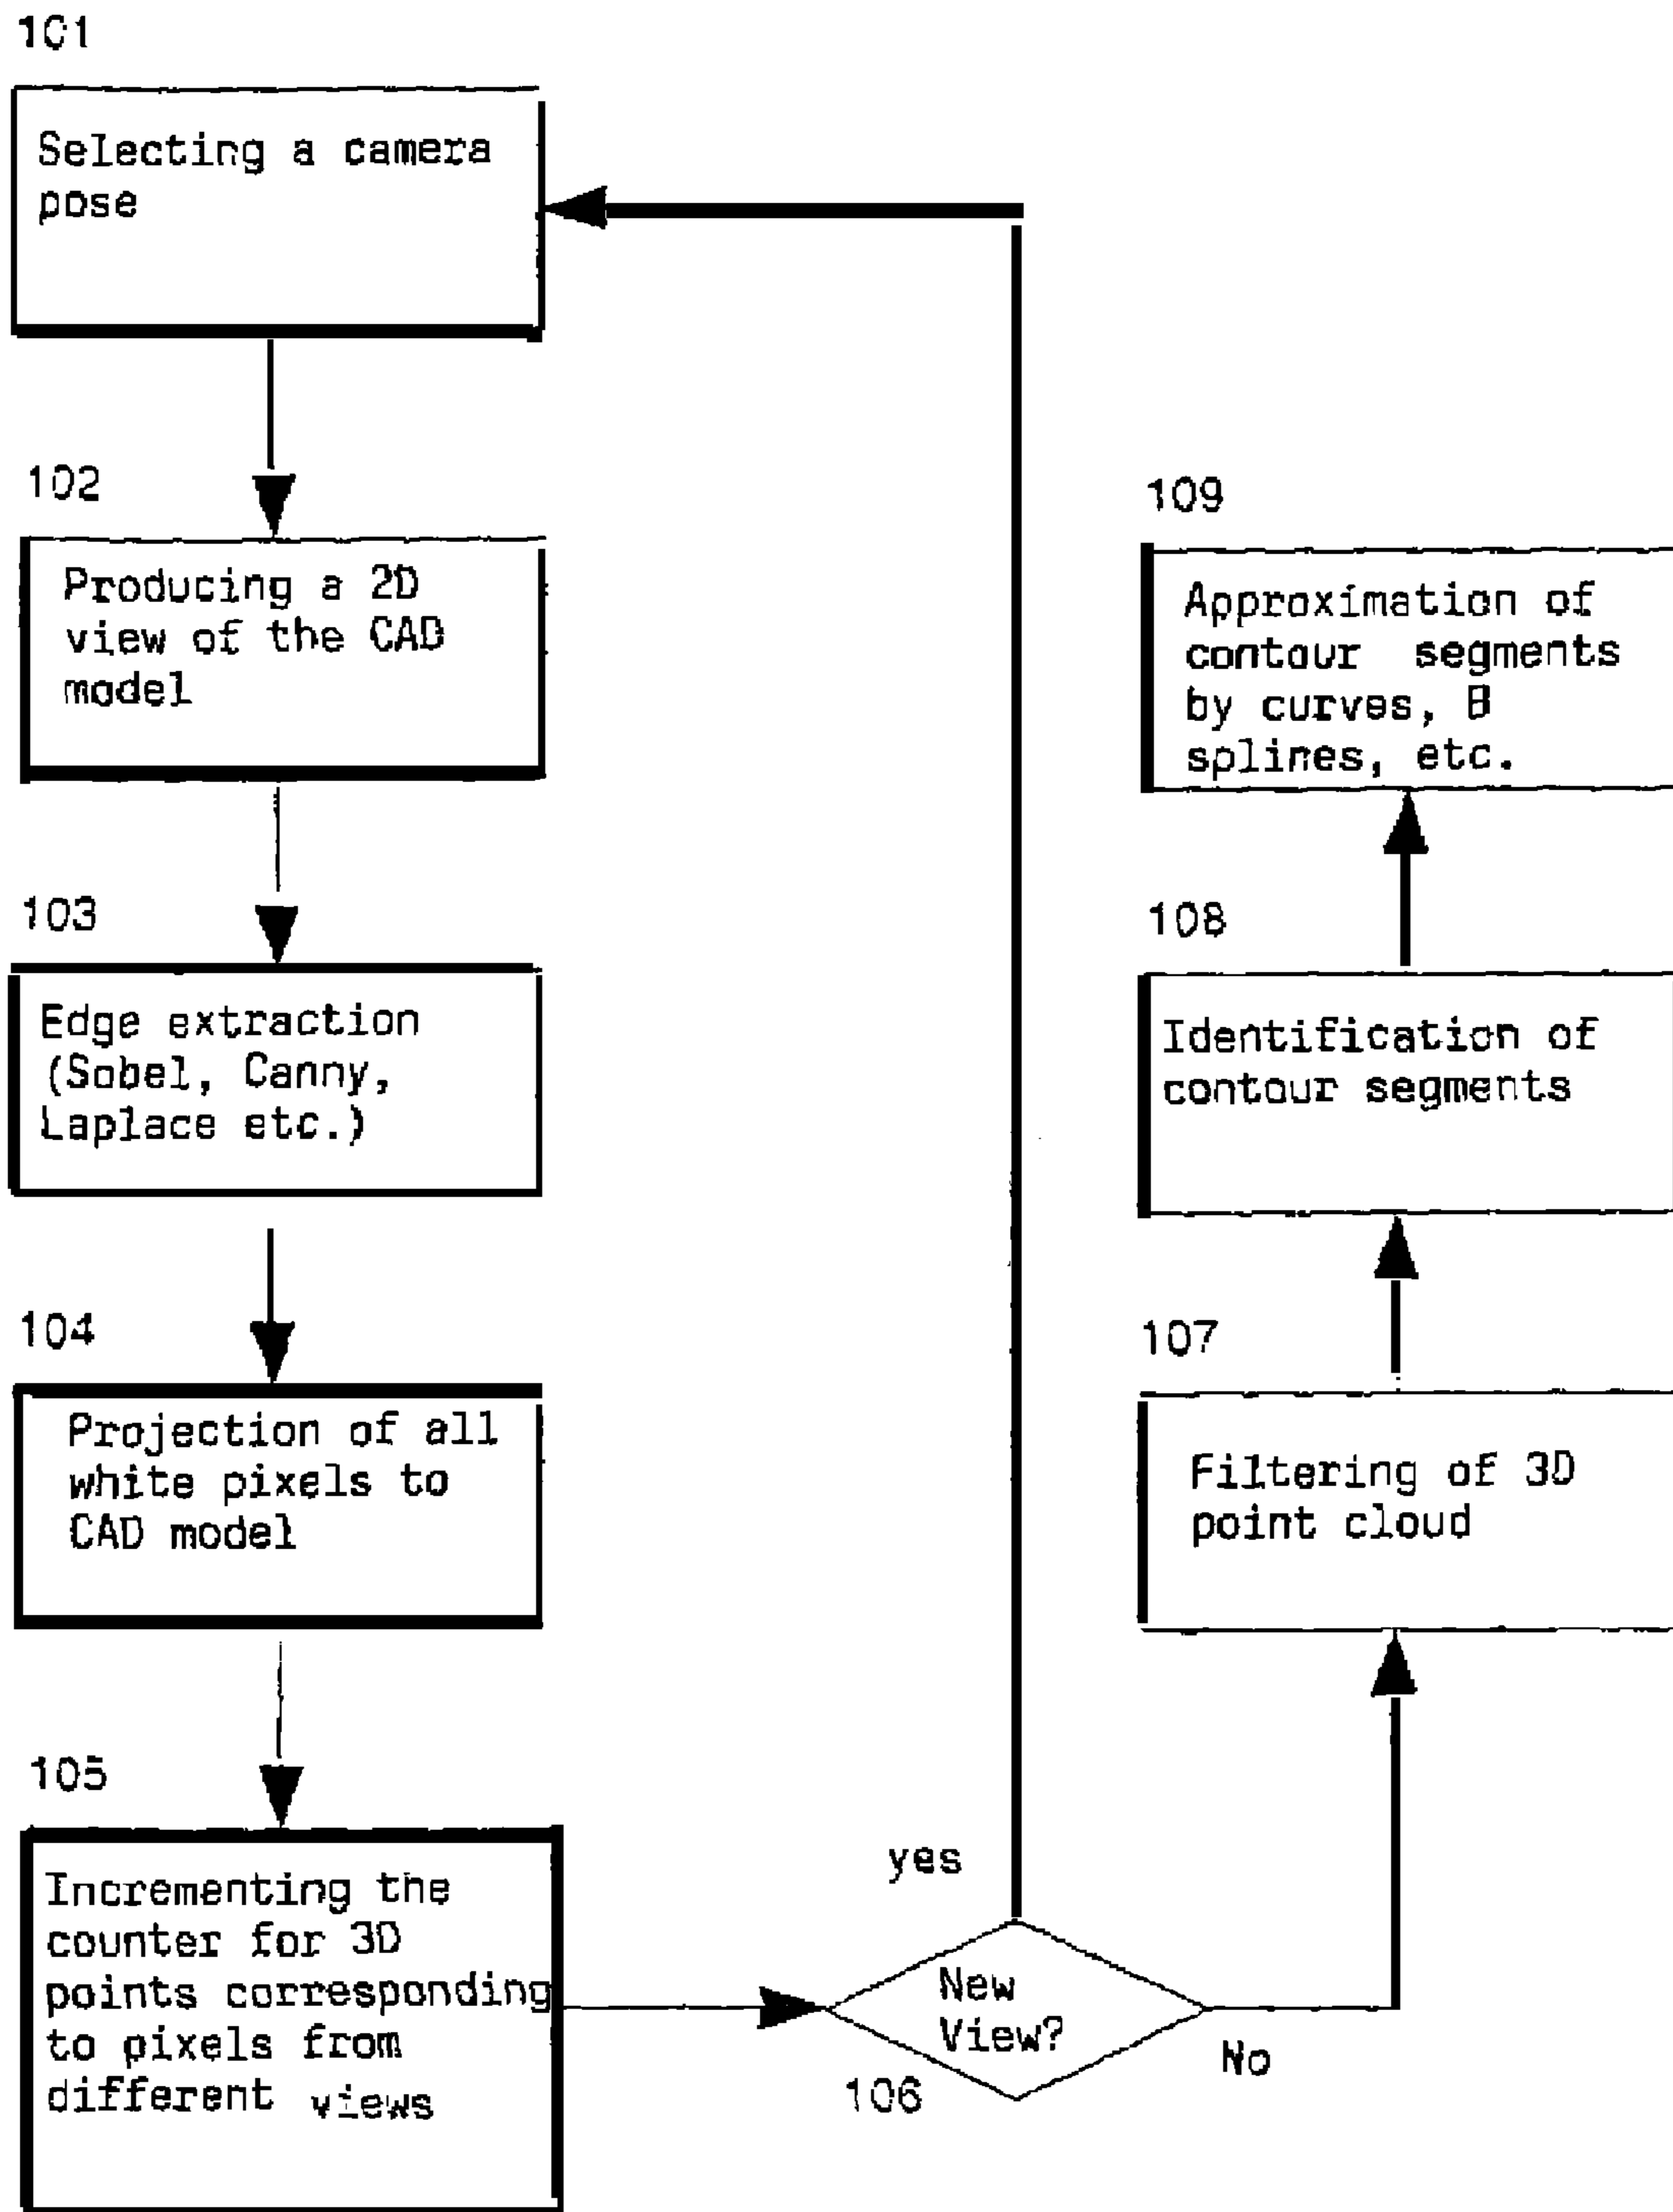 101
Selecting a camera
pose
102
Producing a 2D
view of the CAD
model
103
Edge extraction
(Sobel, Canny,
Laplace etc.)
104
Projection of all
white pixels to
CAD model
105
Incrementing the
counter for 3D
points corresponding
to pixels from
different views
yes
New
View?
106
No
107
Filtering of 3D
point cloud
108
Identification of
contour segments
109
Approximation of
contour segments
by curves, B
splines, etc.